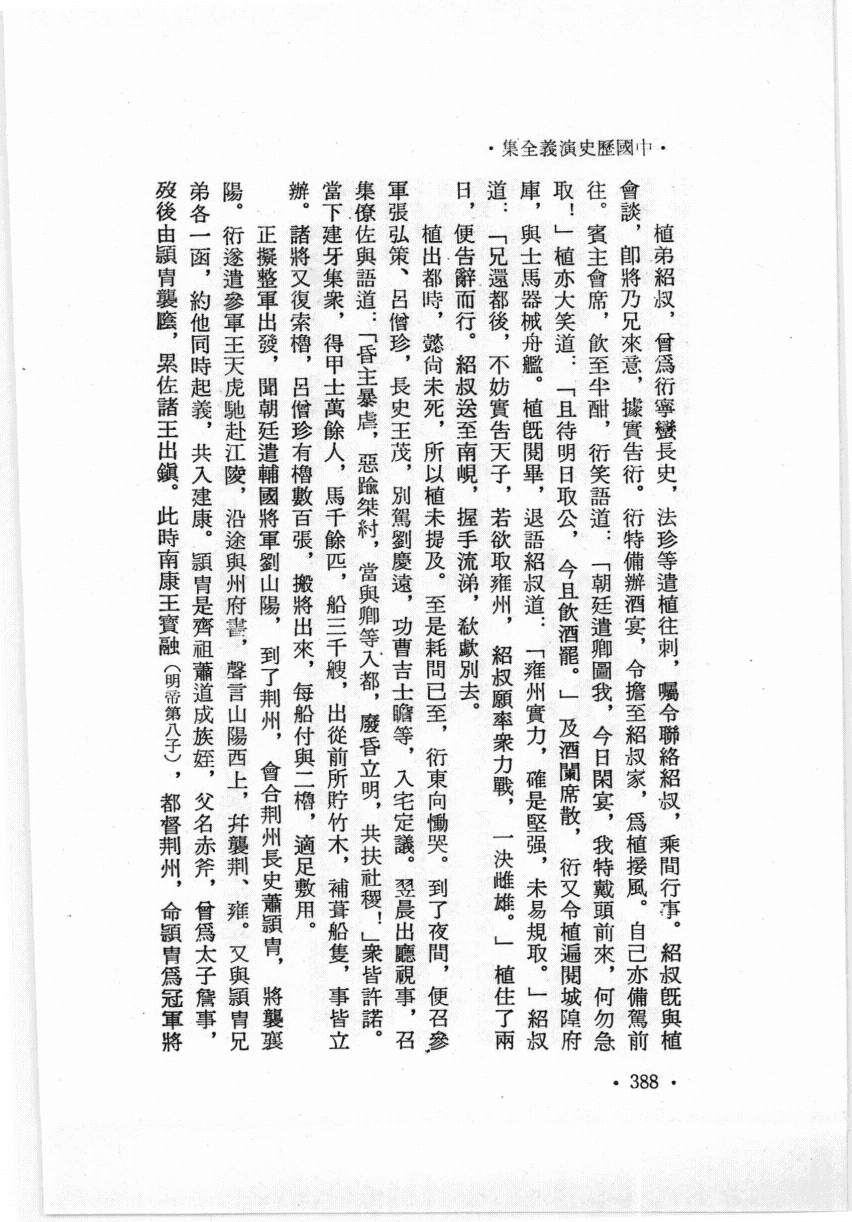 •中國歷史演義全集•
植弟紹叔，曾爲衍寧蠻長史，法珍等遣植往刺，囑令聯絡紹叔，乘間行事。紹叔旣與植
會談，卽將乃兄來意，據實告衍。衍特備辦酒宴，令擔至紹叔家，爲植接風。自己亦備駕前
往。賓主會席，飲至半酣，衍笑語道：「朝廷遣卿圖我，今日閑宴，我特戴頭前來，何勿急
取！」植亦大笑道：「且待明日取公，今且飲酒罷。」及酒闌席散，衍又令植遍閱城隍府
庫，與士馬器械舟艦。植旣閱畢，退語紹叔道：「雍州實力，確是堅强，未易規取。」紹叔
道：「兄還都後，不妨實告天子，若欲取雍州，紹叔願率衆力戰，一決雌雄。」植住了兩
日，便告辭而行。紹叔送至南峴，握手流涕，欷歔別去。
植出都時，懿尙未死，所以植未提及。至是耗問已至，衍東向慟哭。到了夜間，便召參
軍張弘策、呂僧珍，長史王茂，別駕劉慶遠，功曹吉士瞻等，入宅定議。翌晨出廳視事，召
集僚佐與語道：「昏主暴虐，惡踰桀紂，當與卿等入都，廢昏立明，共扶社稷！」衆皆許諾。
當下建牙集衆，得甲士萬餘人，馬千餘匹，船三千艘，出從前所貯竹木，補葺船隻，事皆立
辦。諸將又復索櫓，呂僧珍有櫓數百張，搬將出來，每船付與二櫓，適足敷用。
正擬整軍出發，聞朝廷遣輔國將軍劉山陽，到了荆州，會合荆州長史蕭穎胄，將襲襄
陽。衍遂遣參軍王天虎馳赴江陵，沿途與州府書，聲言山陽西上，幷襲荆、雍。又與穎胄兄
弟各一函，約他同時起義，共入建康。穎胄是齊祖蕭道成族姪，父名赤斧，曾爲太子詹事，
歿後由穎胄襲廕，累佐諸王出鎭。此時南康王寶融（明帝第八子），都督荆州，命穎胄爲冠軍將
•388•